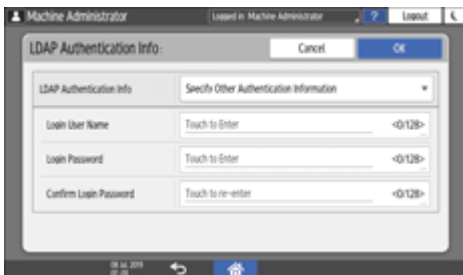 Machine Administrator Logged in: Machine Administrator ? Logout
LDAP Authentication Info: Cancel OK
LDAP Authentication Info Specify Other Authentication Information
Login User Name Touch to Enter <0/128>
Login Password Touch to Enter <0/128>
Confirm Login Password Touch to re-enter <0/128>
2019